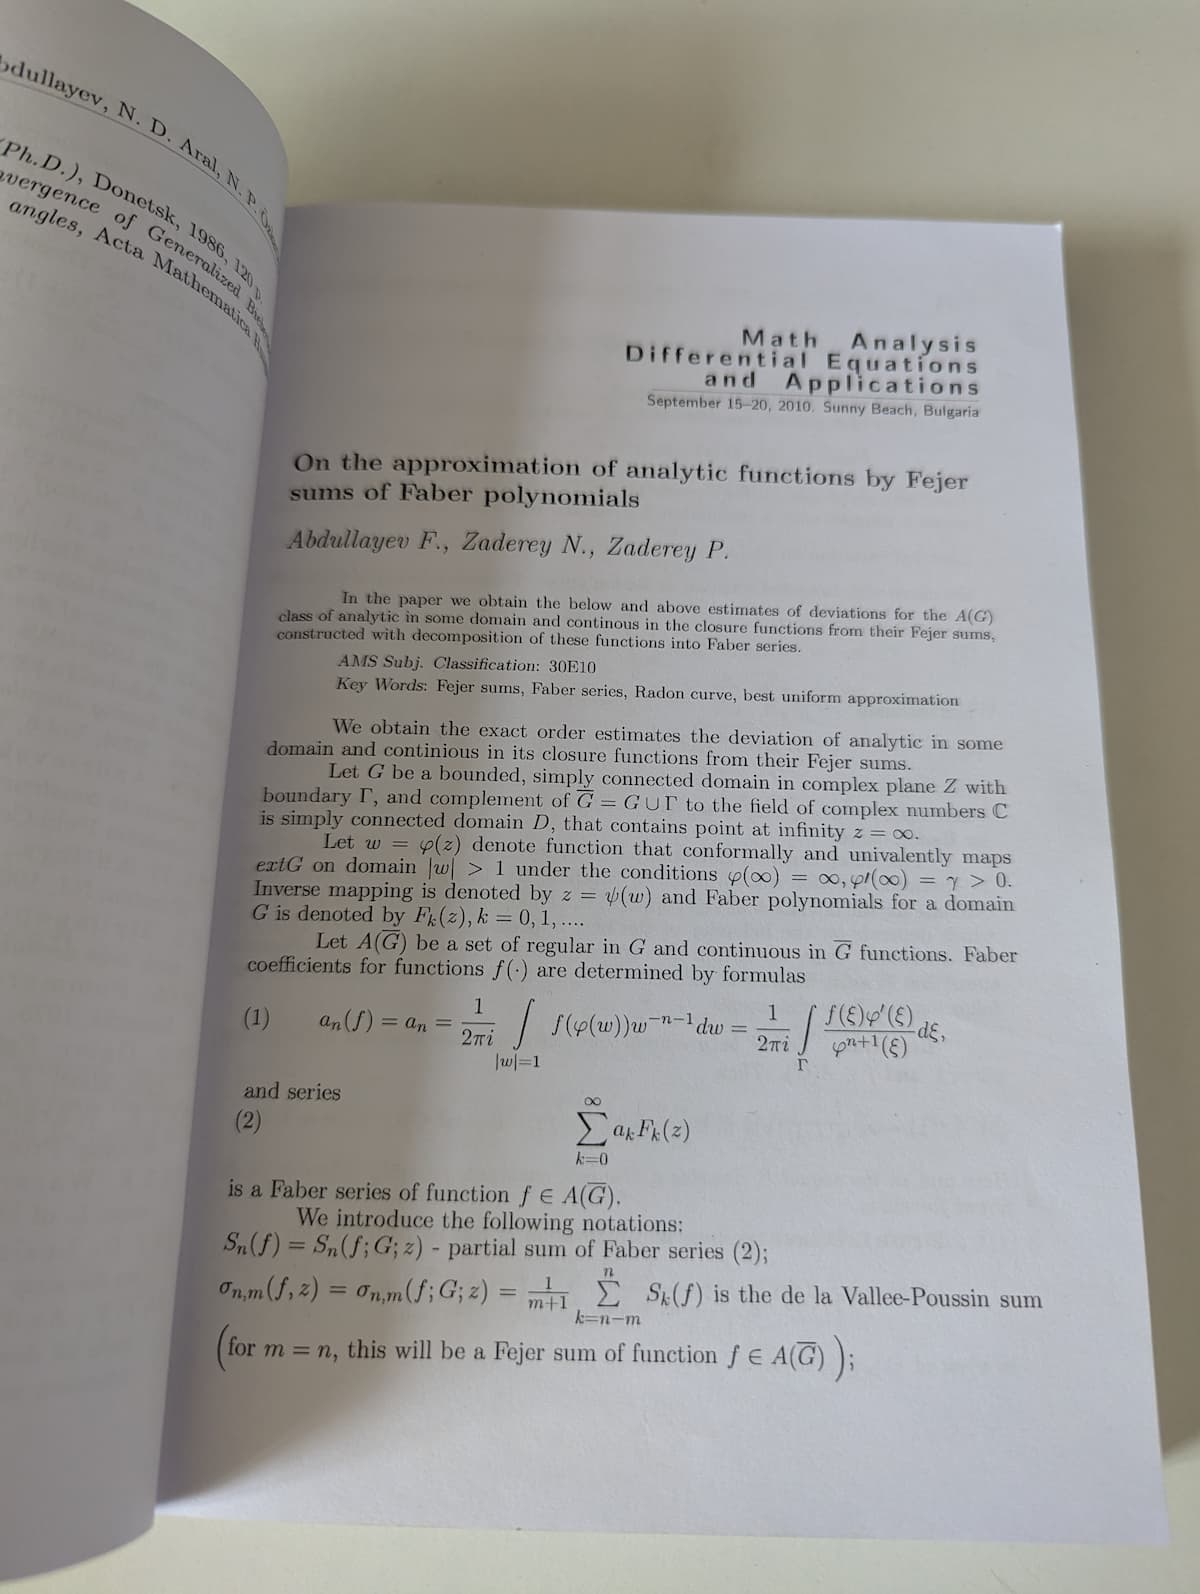 bdullayev, N. D. Aral, N. P.
(Ph.D.), Donetsk, 1986, 120 p.
vergence of Generalized
angles, Acta Mathematica
Math Analysis
Differential Equations
and Applications
September 15–20, 2010, Sunny Beach, Bulgaria
On the approximation of analytic functions by Fejer
sums of Faber polynomials
Abdullayev F., Zaderey N., Zaderey P.
In the paper we obtain the below and above estimates of deviations for the A(G)
class of analytic in some domain and continous in the closure functions from their Fejer sums,
constructed with decomposition of these functions into Faber series.
AMS Subj. Classification: 30E10
Key Words: Fejer sums, Faber series, Radon curve, best uniform approximation
We obtain the exact order estimates the deviation of analytic in some
domain and continious in its closure functions from their Fejer sums.
Let G be a bounded, simply connected domain in complex plane Z with
boundary Γ, and complement of G̅ = G ∪ Γ to the field of complex numbers ℂ
is simply connected domain D, that contains point at infinity z = ∞.
Let w = φ(z) denote function that conformally and univalently maps
extG on domain |w| > 1 under the conditions φ(∞) = ∞, φ′(∞) = γ > 0.
Inverse mapping is denoted by z = ψ(w) and Faber polynomials for a domain
G is denoted by F_k(z), k = 0, 1, ....
Let A(G̅) be a set of regular in G and continuous in G̅ functions. Faber
coefficients for functions f(·) are determined by formulas
(1) a_n(f) = a_n = 1/2πi ∫_{|w|=1} f(φ(w))w^{−n−1}dw = 1/2πi ∫_Γ f(ξ)φ′(ξ)/φ^{n+1}(ξ) dξ,
and series
(2) ∑_{k=0}^{∞} a_k F_k(z)
is a Faber series of function f ∈ A(G̅).
We introduce the following notations:
S_n(f) = S_n(f; G; z) - partial sum of Faber series (2);
σ_{n,m}(f, z) = σ_{n,m}(f; G; z) = 1/m+1 ∑_{k=n−m}^{n} S_k(f) is the de la Vallee-Poussin sum
(for m = n, this will be a Fejer sum of function f ∈ A(G̅) );